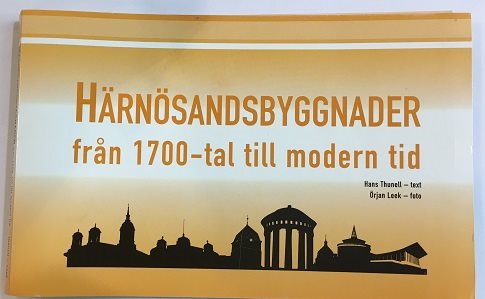 HÄRNÖSANDSBYGGNADER
från 1700-tal till modern tid
Hans Thunell – text
Örjan Leek – foto